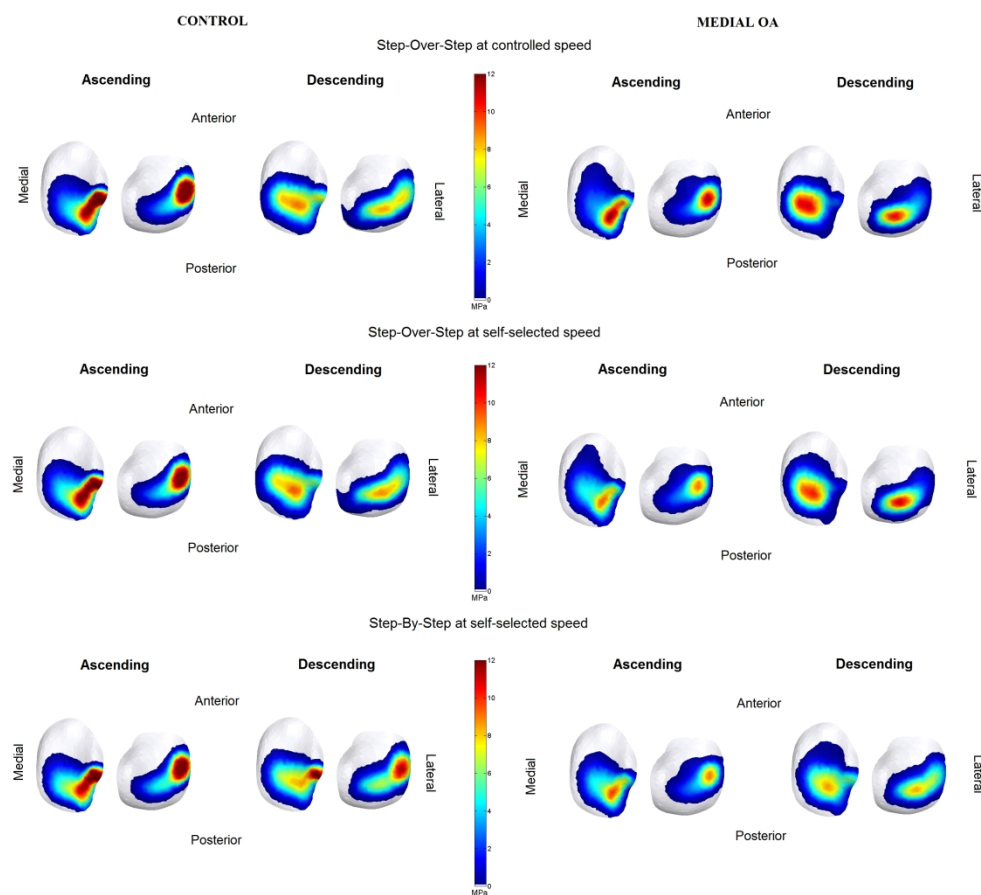 CONTROL
MEDIAL OA
Step-Over-Step at controlled speed
Ascending
Descending
12
10
8
6
4
2
0
MPa
Ascending
Descending
Anterior
Anterior
Medial
Lateral
Medial
Lateral
Posterior
Posterior
Step-Over-Step at self-selected speed
Ascending
Descending
12
10
8
6
4
2
0
MPa
Ascending
Descending
Anterior
Anterior
Medial
Lateral
Medial
Lateral
Posterior
Posterior
Step-By-Step at self-selected speed
Ascending
Descending
12
10
8
6
4
2
0
MPa
Ascending
Descending
Anterior
Anterior
Medial
Lateral
Medial
Lateral
Posterior
Posterior